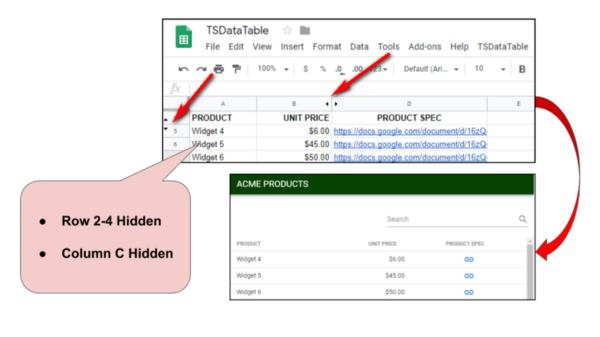 TSDataTable
File Edit View Insert Format Data Tools Add-ons Help TSDataTable
100% $ % .0 .00 Default (Ari... 10 B
fx
A B D E
PRODUCT UNIT PRICE PRODUCT SPEC
5 Widget 4 $6.00 https://docs.google.com/document/d/16zQ
6 Widget 5 $45.00 https://docs.google.com/document/d/16zQ
Widget 6 $50.00 https://docs.google.com/document/d/16zQ
ACME PRODUCTS
Search
PRODUCT UNIT PRICE PRODUCT SPEC
Widget 4 $6.00
Widget 5 $45.00
Widget 6 $50.00
● Row 2-4 Hidden
● Column C Hidden